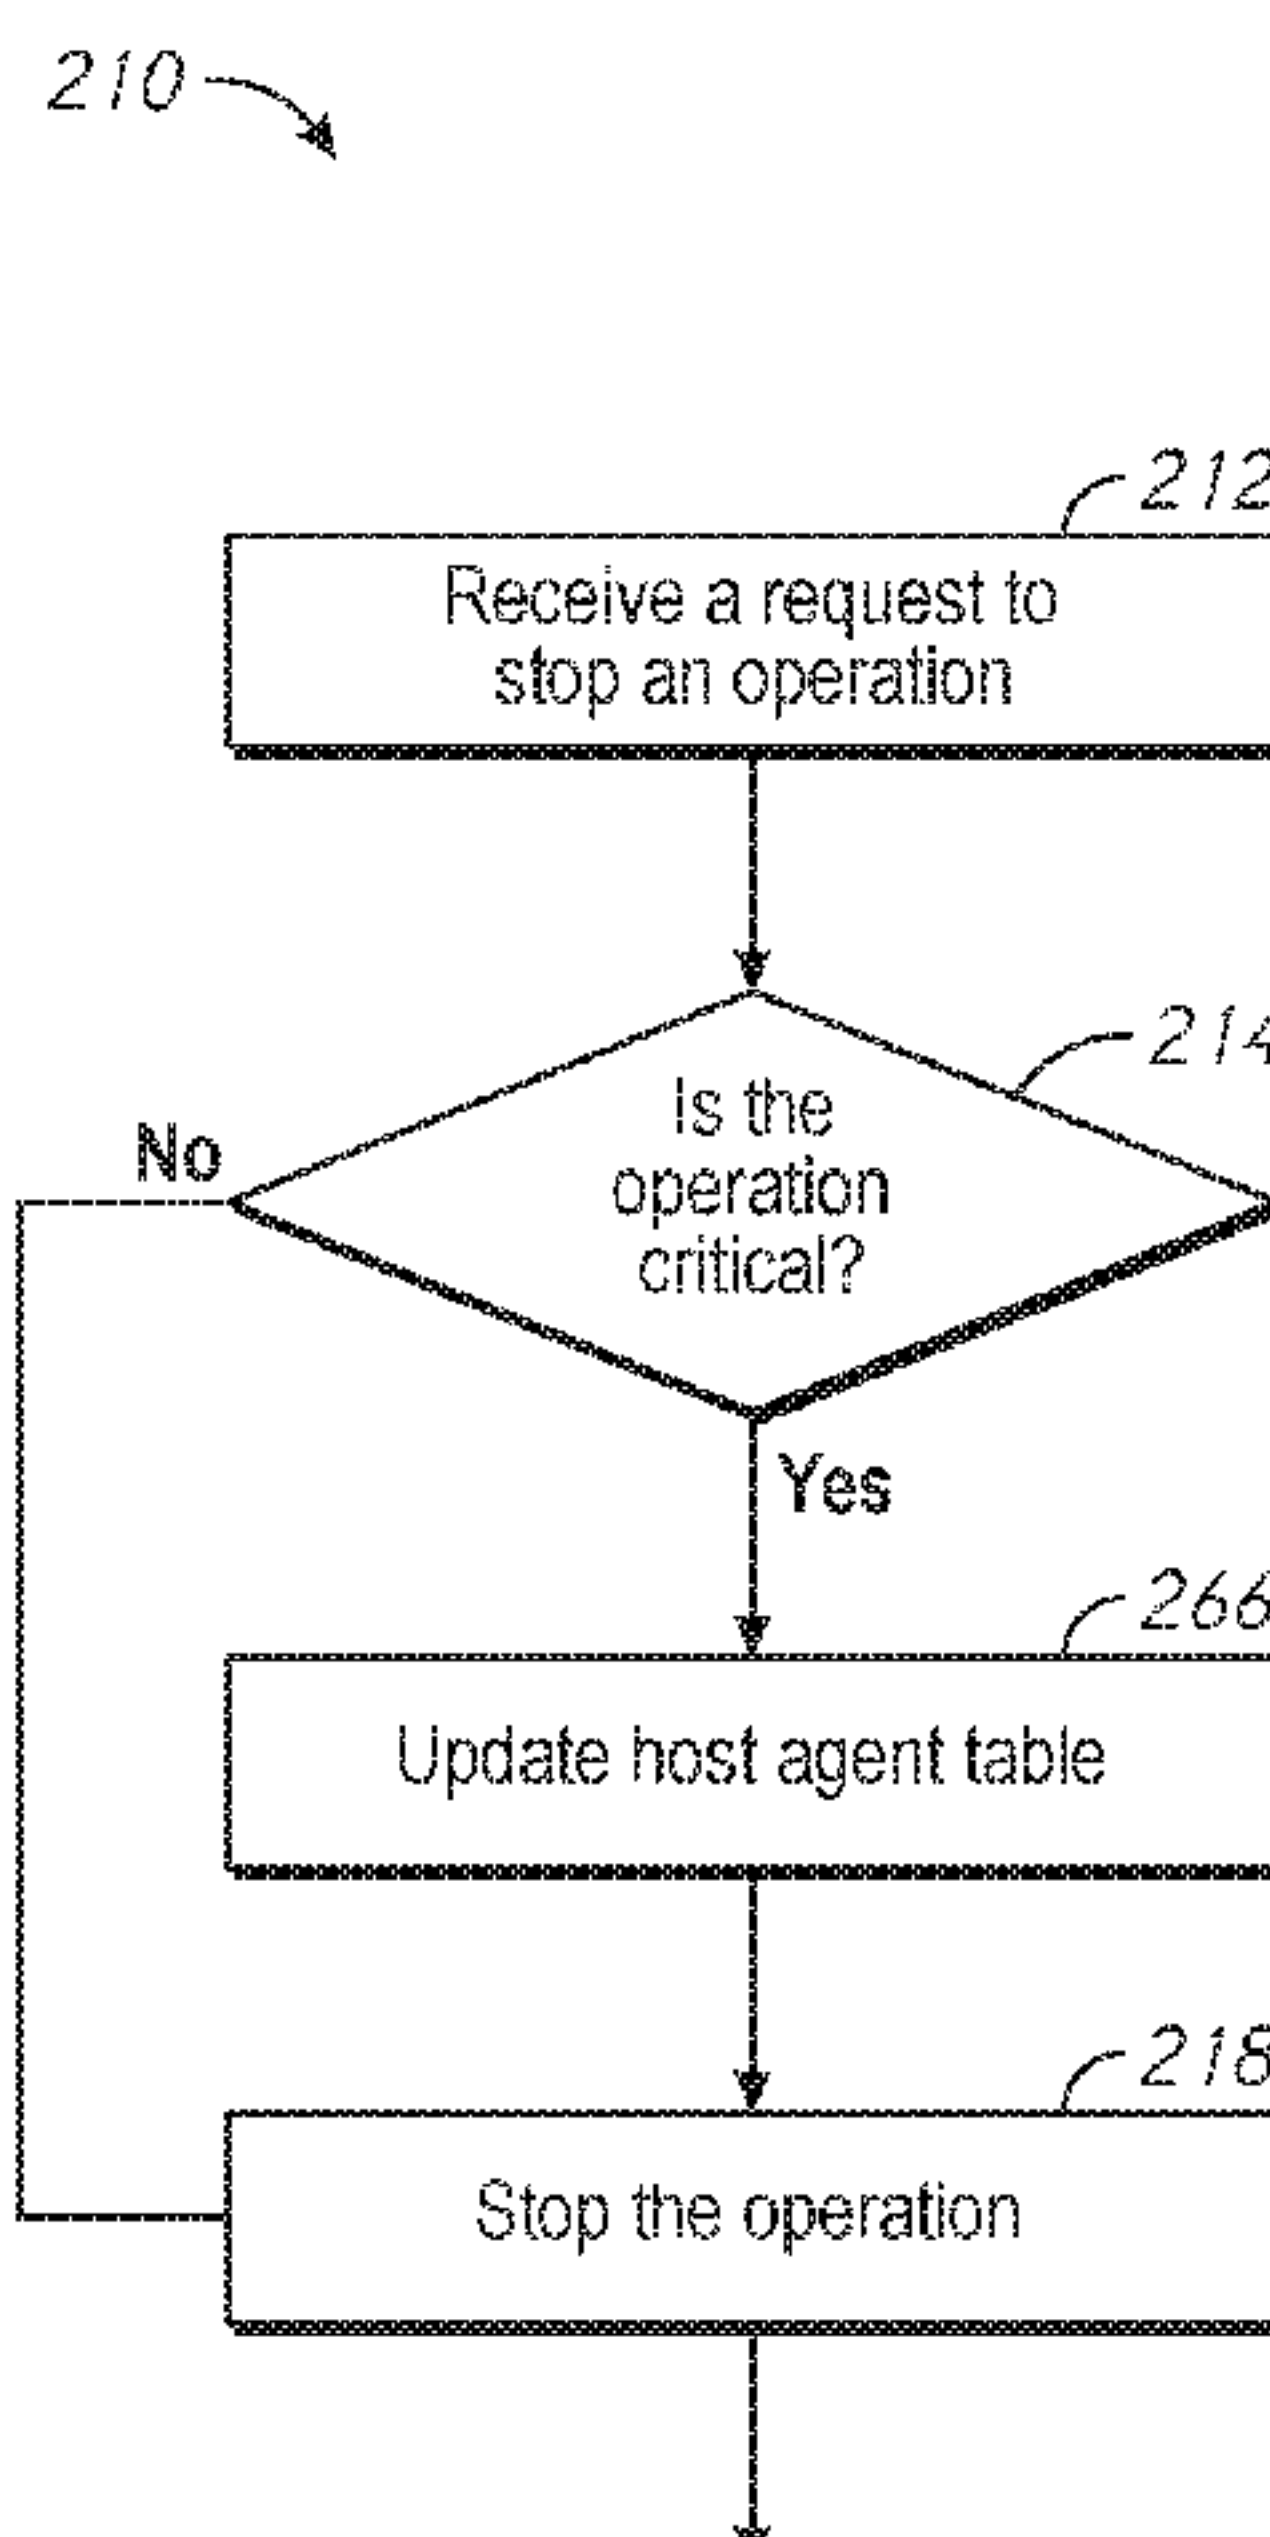 210
212
Receive a request to
stop an operation
214
Is the
operation
critical?
No
Yes
266
Update host agent table
218
Stop the operation